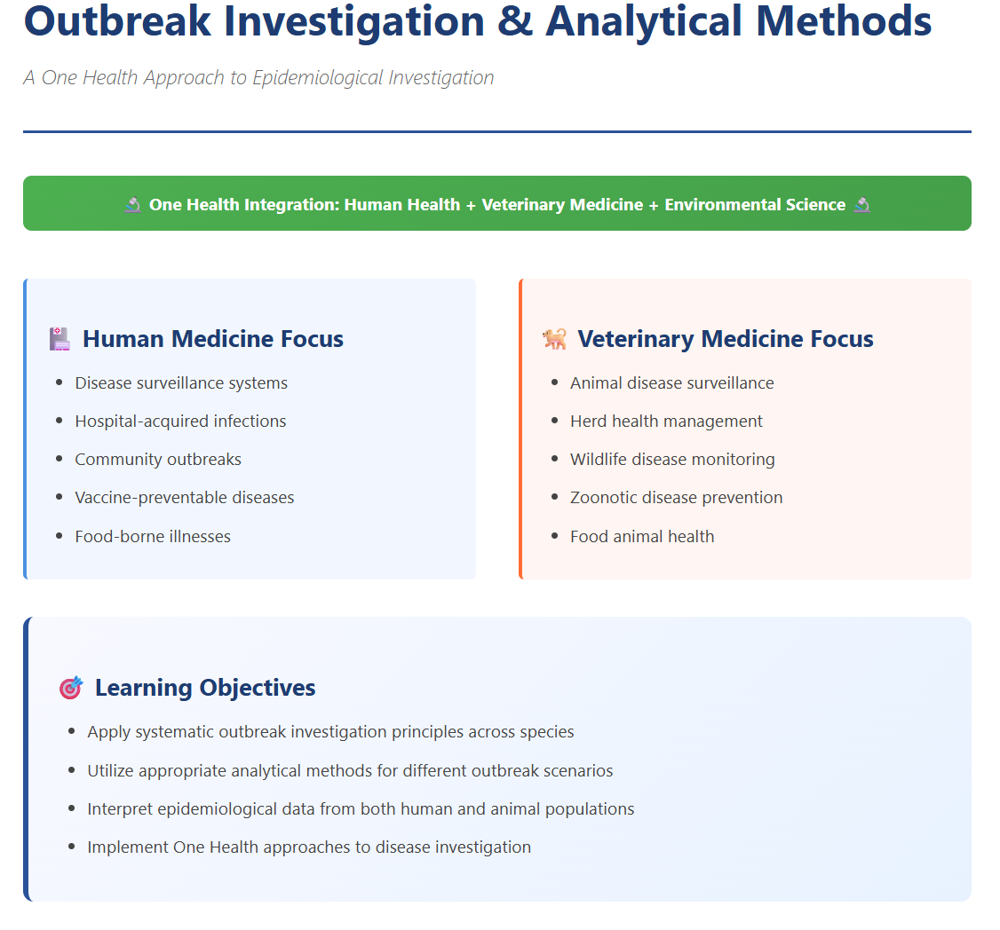 Outbreak Investigation & Analytical Methods
A One Health Approach to Epidemiological Investigation
One Health Integration: Human Health + Veterinary Medicine + Environmental Science
Human Medicine Focus
• Disease surveillance systems
• Hospital-acquired infections
• Community outbreaks
• Vaccine-preventable diseases
• Food-borne illnesses
Veterinary Medicine Focus
• Animal disease surveillance
• Herd health management
• Wildlife disease monitoring
• Zoonotic disease prevention
• Food animal health
Learning Objectives
• Apply systematic outbreak investigation principles across species
• Utilize appropriate analytical methods for different outbreak scenarios
• Interpret epidemiological data from both human and animal populations
• Implement One Health approaches to disease investigation